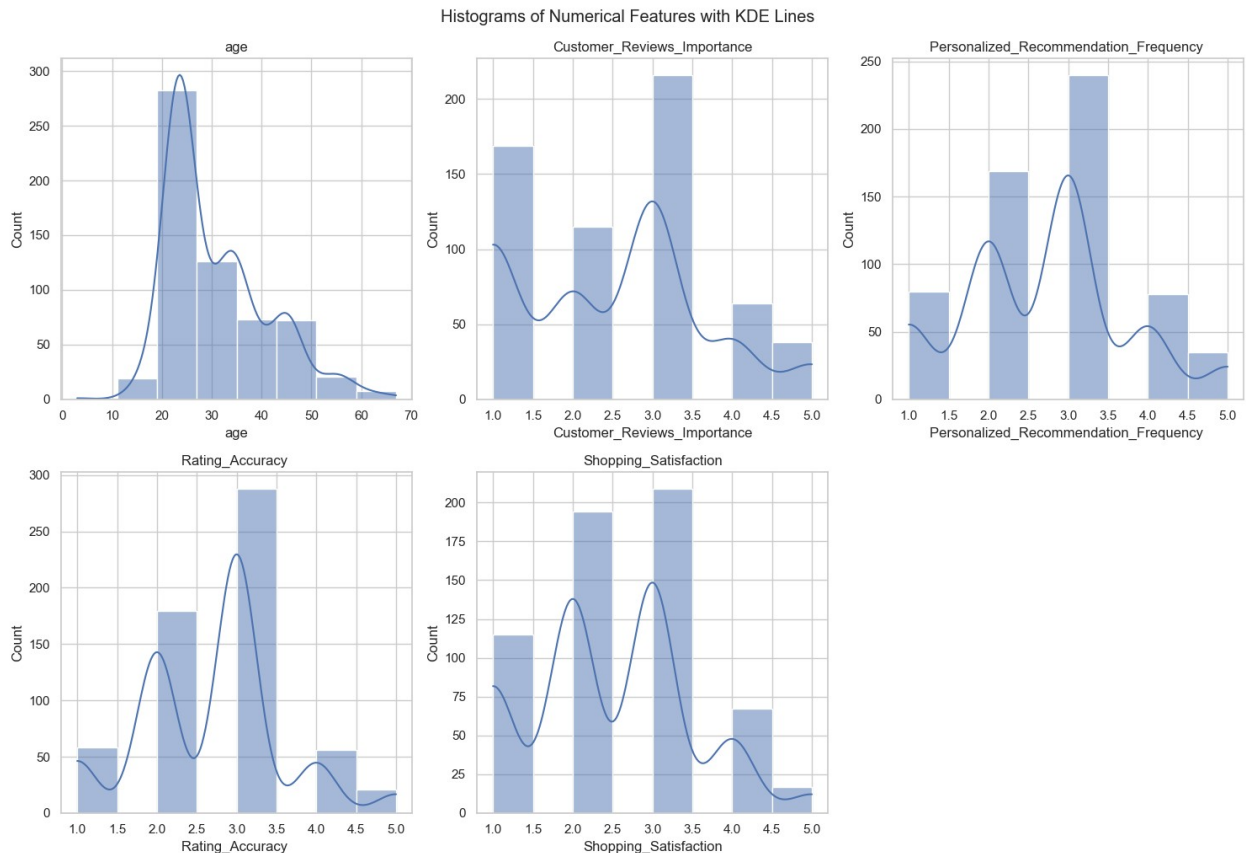 Histograms of Numerical Features with KDE Lines
age
Customer_Reviews_Importance
Personalized_Recommendation_Frequency
300
250
200
150
100
50
0
Count
0 10 20 30 40 50 60 70
age
200
150
100
50
0
Count
1.0 1.5 2.0 2.5 3.0 3.5 4.0 4.5 5.0
Customer_Reviews_Importance
250
200
150
100
50
0
Count
1.0 1.5 2.0 2.5 3.0 3.5 4.0 4.5 5.0
Personalized_Recommendation_Frequency
Rating_Accuracy
Shopping_Satisfaction
300
250
200
150
100
50
0
Count
1.0 1.5 2.0 2.5 3.0 3.5 4.0 4.5 5.0
Rating_Accuracy
200
175
150
125
100
75
50
25
0
Count
1.0 1.5 2.0 2.5 3.0 3.5 4.0 4.5 5.0
Shopping_Satisfaction